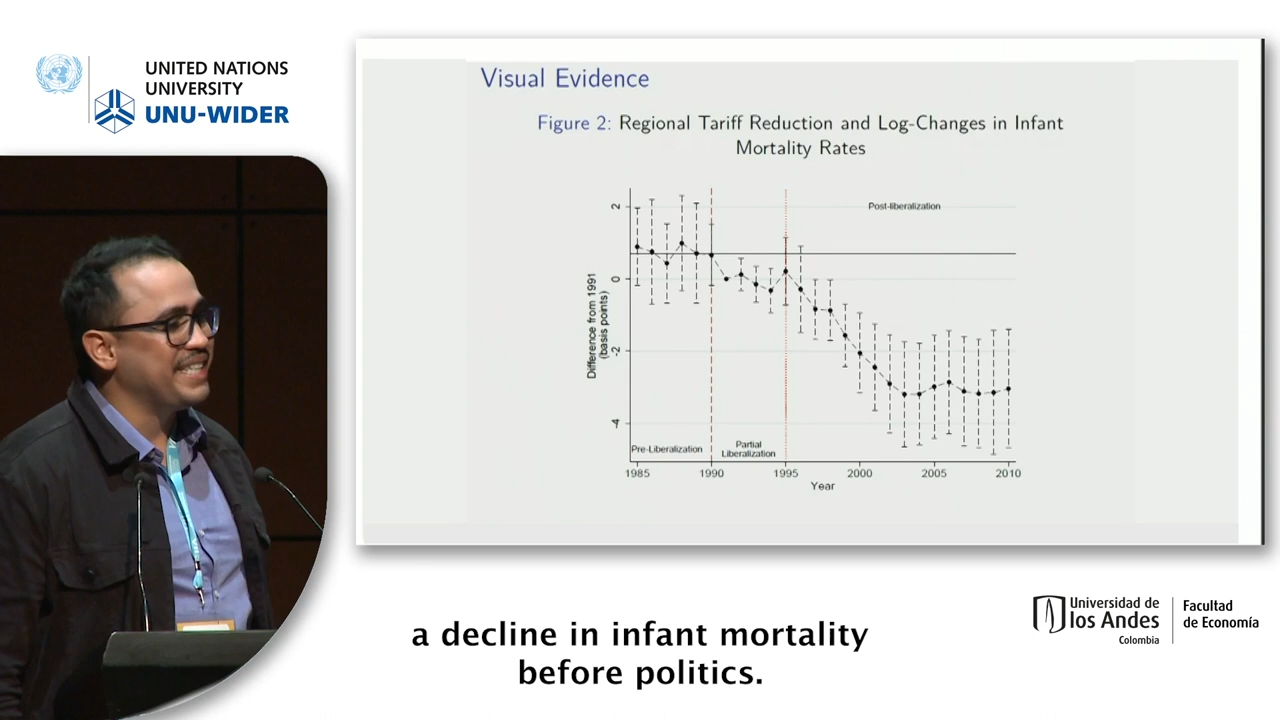 UNITED NATIONS
UNIVERSITY
UNU-WIDER
Visual Evidence
Figure 2: Regional Tariff Reduction and Log-Changes in Infant
Mortality Rates
Post-liberalization
2
0
-2
-4
Difference from 1991
(basis points)
Pre-Liberalization
Partial
Liberalization
1985
1990
1995
2000
2005
2010
Year
a decline in infant mortality
before politics.
Universidad de
los Andes
Colombia
Facultad
de Economía